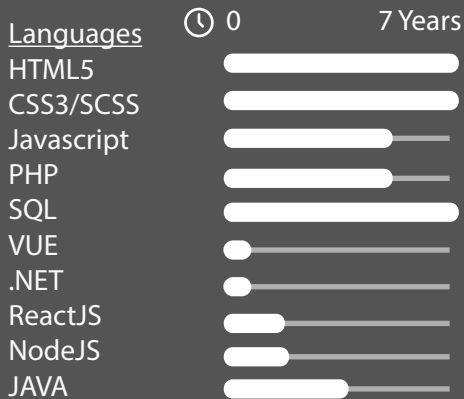 0 7 Years
Languages
HTML5
CSS3/SCSS
Javascript
PHP
SQL
VUE
.NET
ReactJS
NodeJS
JAVA